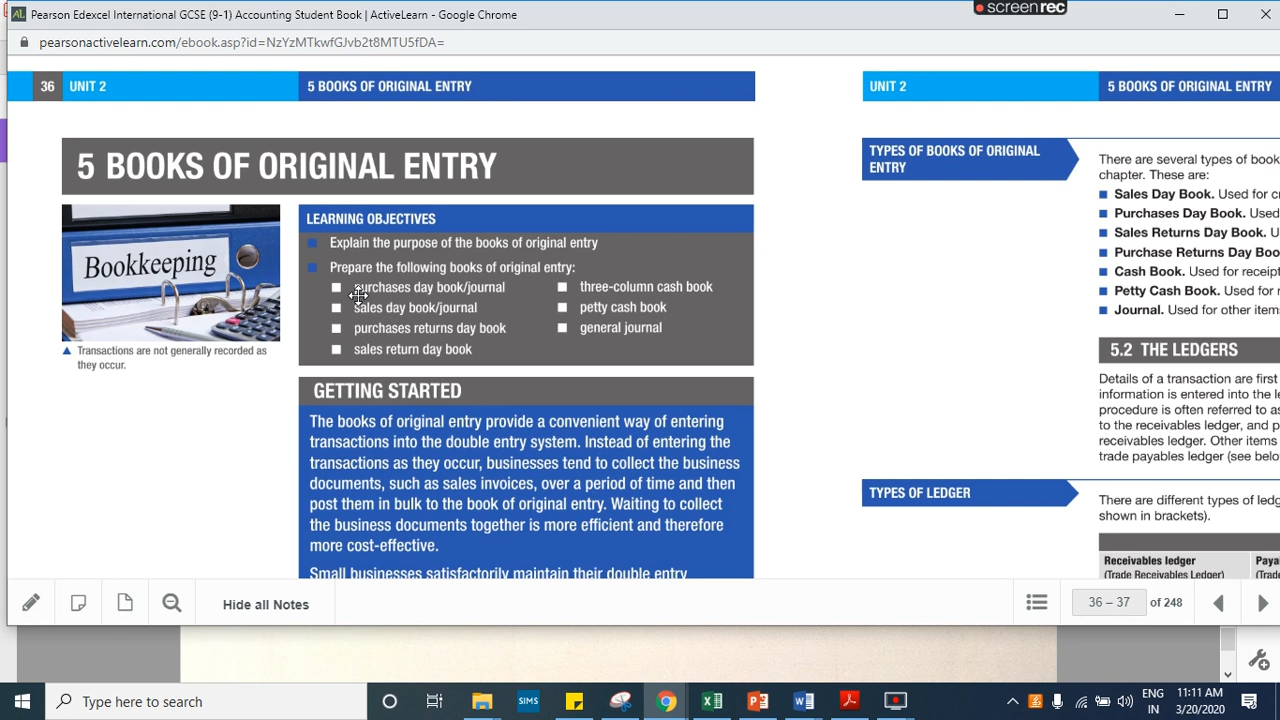 Pearson Edexcel International GCSE (9-1) Accounting Student Book | ActiveLearn - Google Chrome
screenrec
pearsonactivelearn.com/ebook.asp?id=NzYzMTkwfGJvb2t8MTU5fDA=
36 UNIT 2 5 BOOKS OF ORIGINAL ENTRY
5 BOOKS OF ORIGINAL ENTRY
Bookkeeping
Transactions are not generally recorded as
they occur.
LEARNING OBJECTIVES
Explain the purpose of the books of original entry
Prepare the following books of original entry:
purchases day book/journal
sales day book/journal
purchases returns day book
sales return day book
three-column cash book
petty cash book
general journal
GETTING STARTED
The books of original entry provide a convenient way of entering
transactions into the double entry system. Instead of entering the
transactions as they occur, businesses tend to collect the business
documents, such as sales invoices, over a period of time and then
post them in bulk to the book of original entry. Waiting to collect
the business documents together is more efficient and therefore
more cost-effective.
Small businesses satisfactorily maintain their double entry
UNIT 2 5 BOOKS OF ORIGINAL ENTRY
TYPES OF BOOKS OF ORIGINAL
ENTRY
There are several types of book
chapter. These are:
Sales Day Book. Used for cr
Purchases Day Book. Used
Sales Returns Day Book. U
Purchase Returns Day Boo
Cash Book. Used for receipt
Petty Cash Book. Used for
Journal. Used for other item
5.2 THE LEDGERS
Details of a transaction are first
information is entered into the le
procedure is often referred to as
to the receivables ledger, and p
receivables ledger. Other items
trade payables ledger (see belo
TYPES OF LEDGER
There are different types of ledg
shown in brackets).
Receivables ledger Paya
(Trade Receivables Ledger) (Trad
Hide all Notes
36 – 37 of 248
Type here to search
SIMS
ENG
IN
11:11 AM
3/20/2020